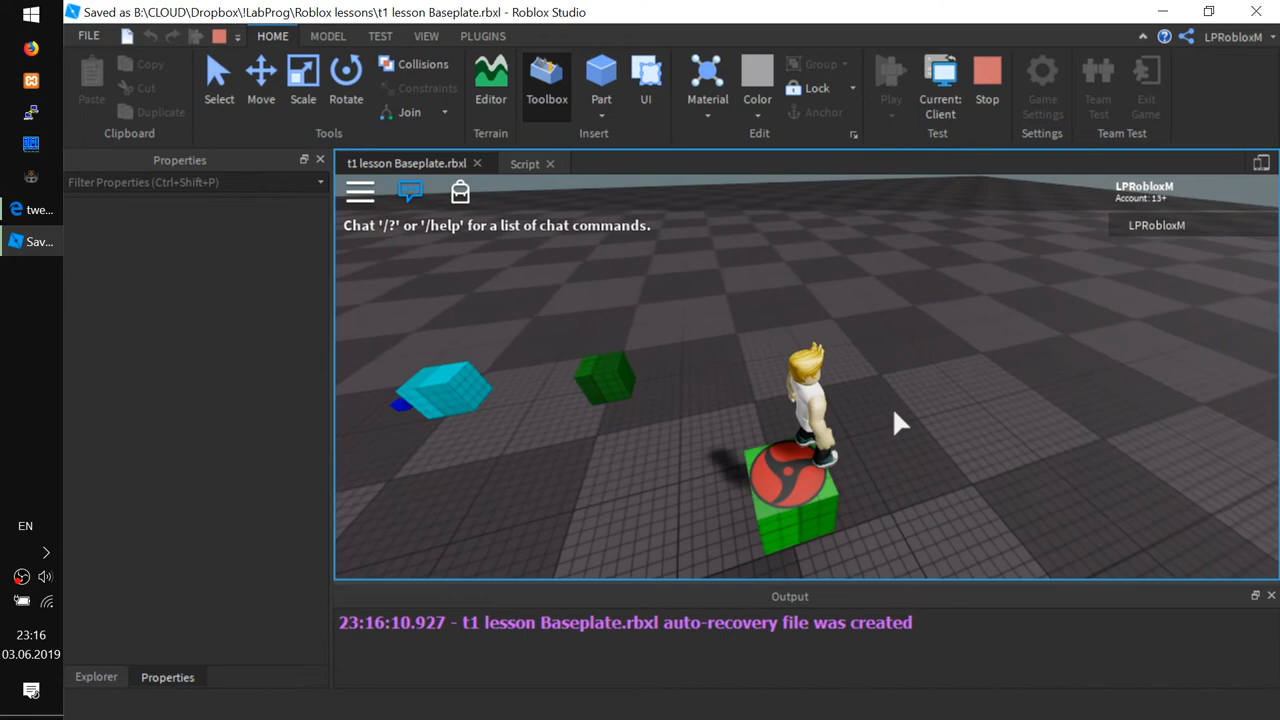 Saved as B:\CLOUD\Dropbox\!LabProg\Roblox lessons\t1 lesson Baseplate.rbxl - Roblox Studio
FILE HOME MODEL TEST VIEW PLUGINS LPRobloxM
Paste Copy Cut Duplicate
Clipboard
Select Move Scale Rotate
Collisions
Constraints
Join
Tools
Editor
Terrain
Toolbox Part UI
Insert
Material Color
Group
Lock
Anchor
Edit
Play Current: Client Stop
Test
Game Settings
Settings
Team Test Exit Game
Team Test
Properties
Filter Properties (Ctrl+Shift+P)
t1 lesson Baseplate.rbxl Script
LPRobloxM
Account: 13+
LPRobloxM
Chat '/?' or '/help' for a list of chat commands.
twe...
Sav...
Output
23:16:10.927 - t1 lesson Baseplate.rbxl auto-recovery file was created
Explorer Properties
EN
23:16
03.06.2019